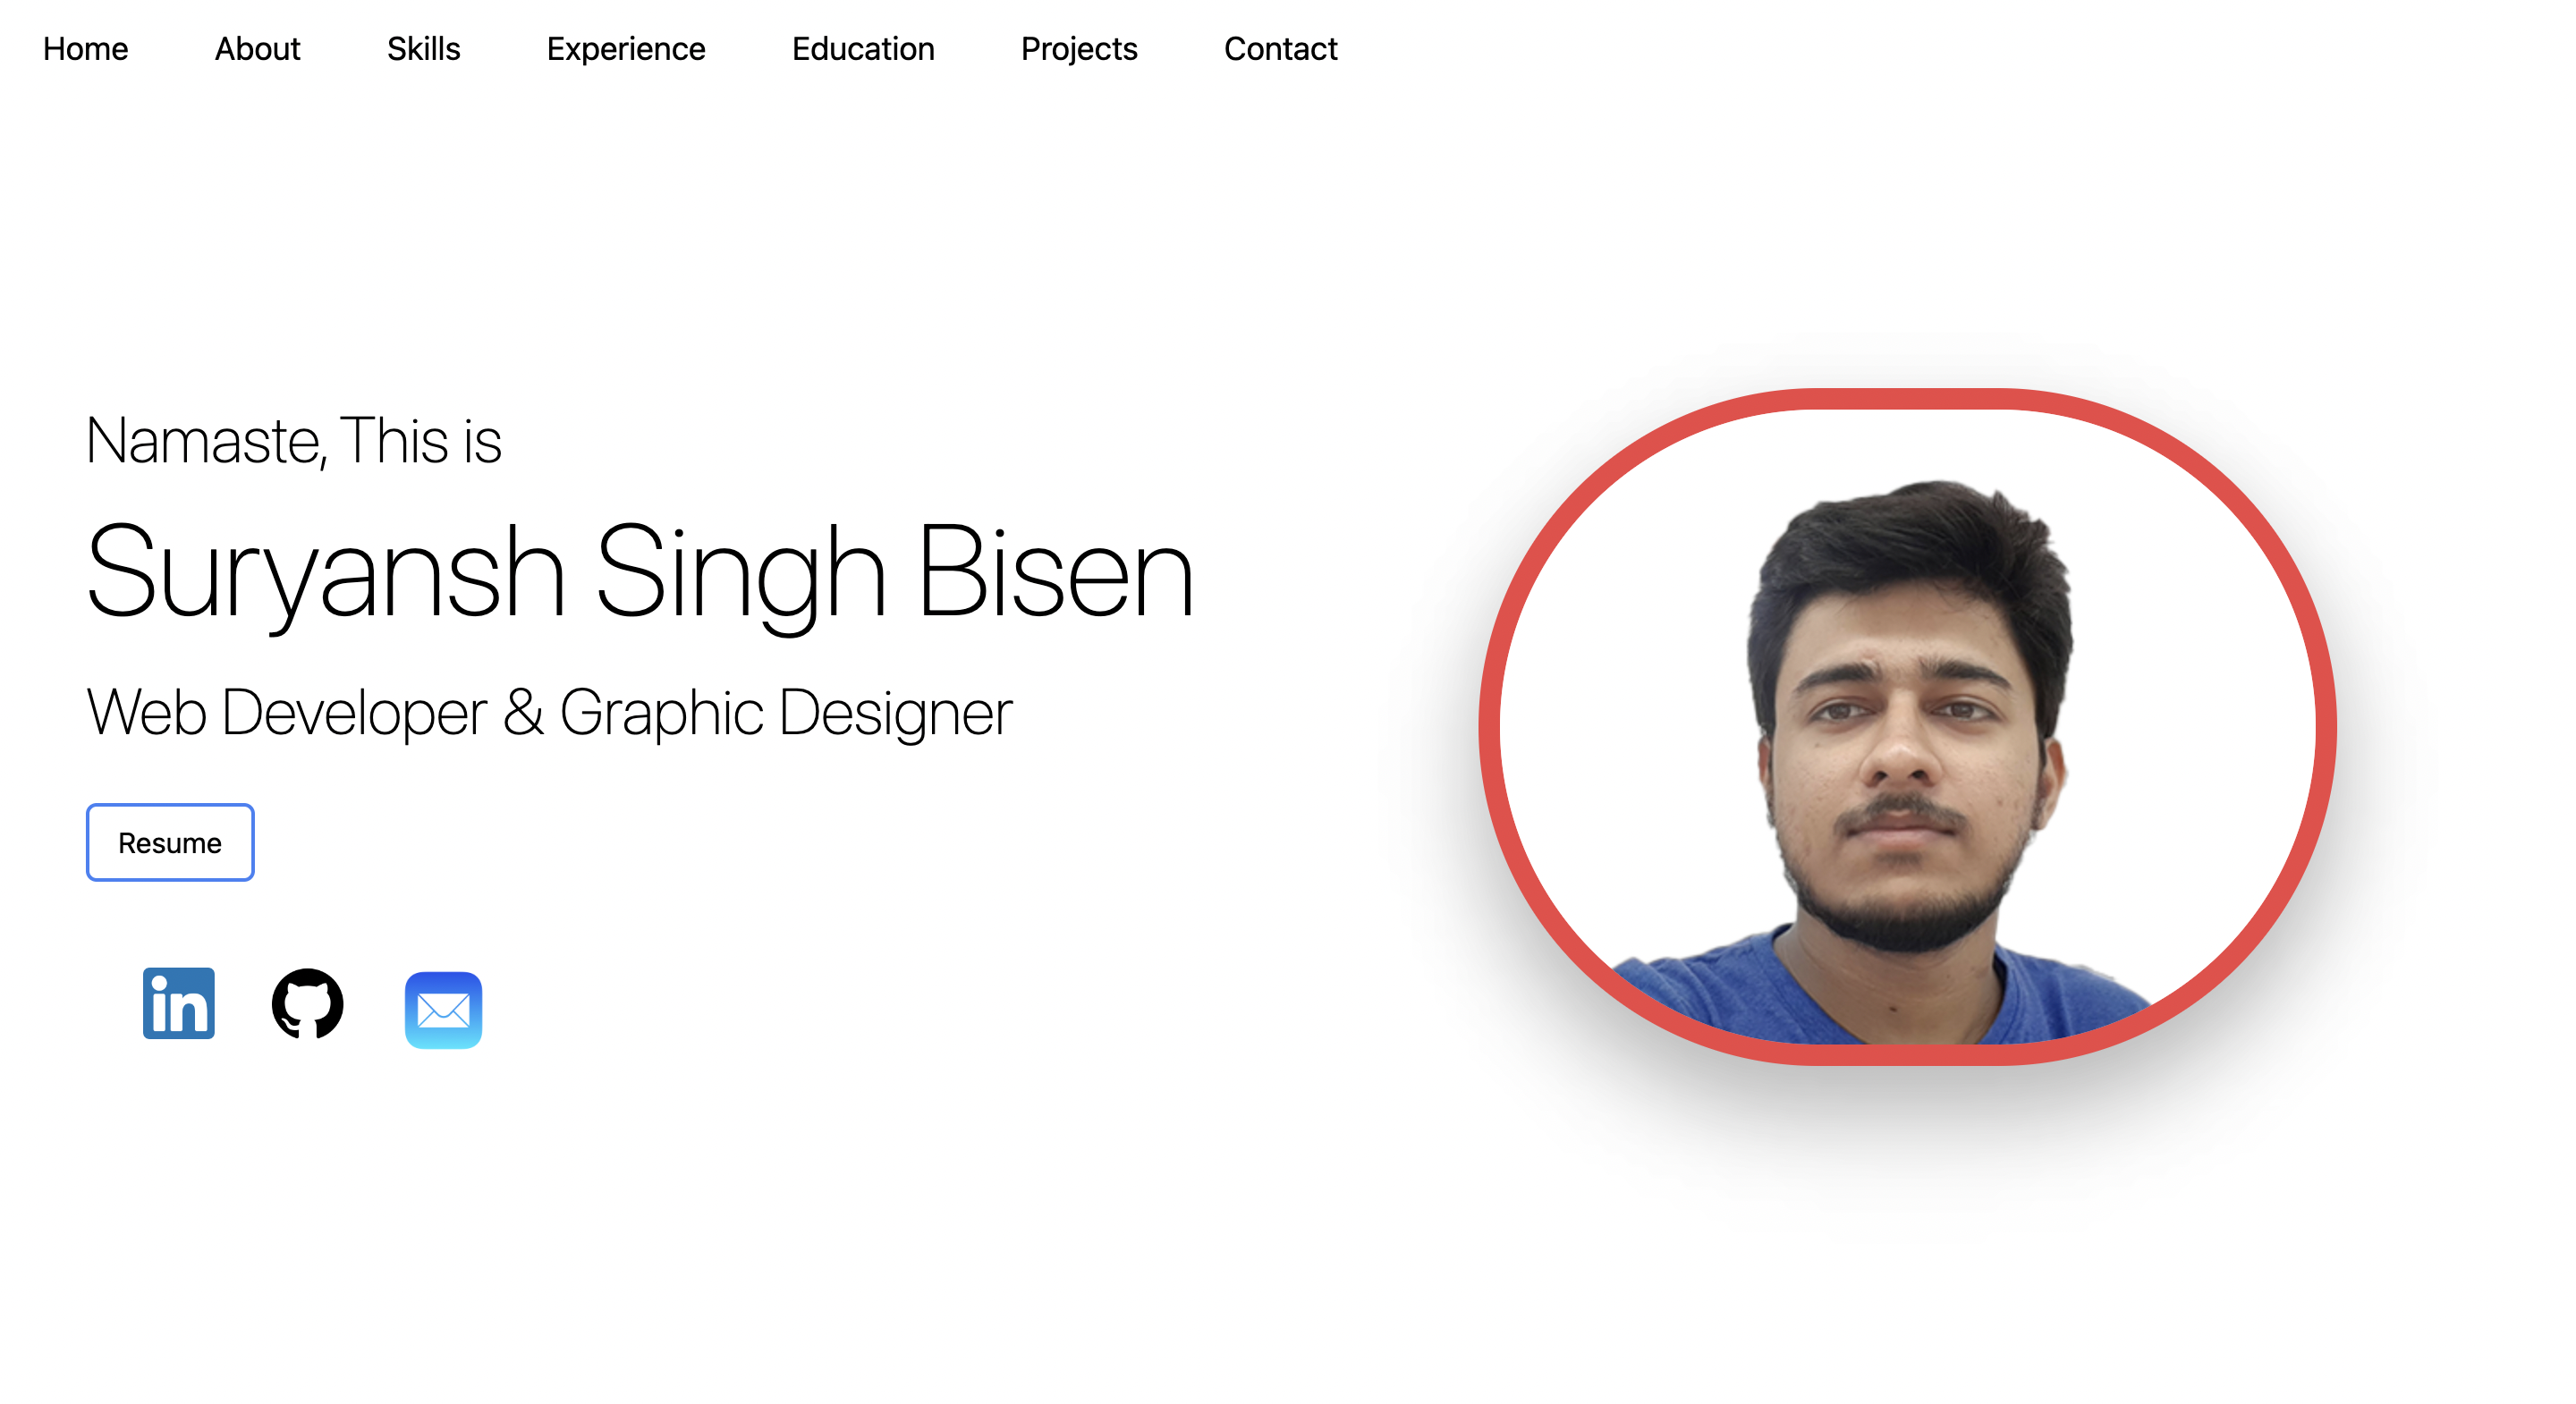 Home About Skills Experience Education Projects Contact
Namaste, This is
Suryansh Singh Bisen
Web Developer & Graphic Designer
Resume
in